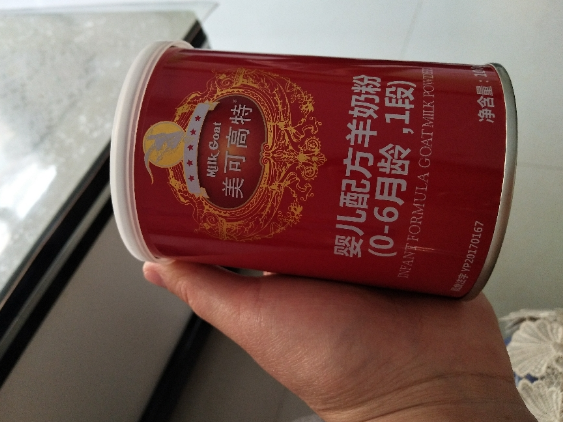 Milk Goat
美可高特
婴儿配方羊奶粉
(0-6月龄,1段)
INFANT FORMULA GOAT MILK POWDER
净含量:
YP20170167